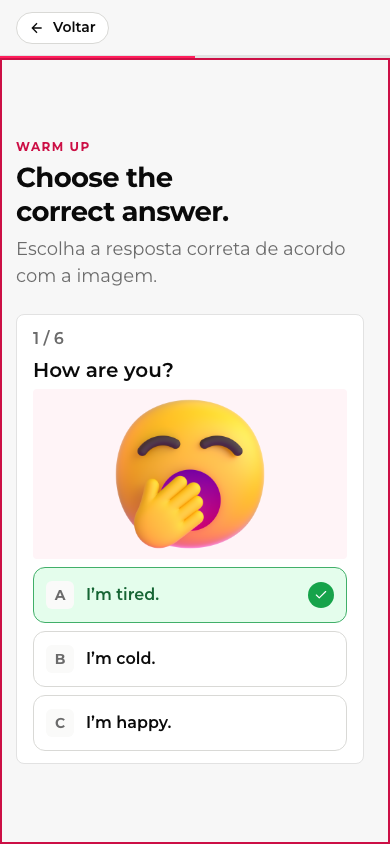 Voltar
WARM UP
Choose the
correct answer.
Escolha a resposta correta de acordo
com a imagem.
1 / 6
How are you?
A I’m tired.
B I’m cold.
C I’m happy.